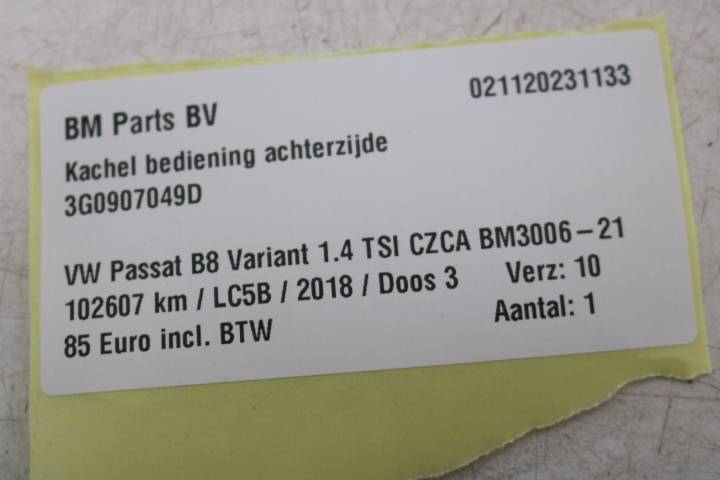 BM Parts BV 021120231133
Kachel bediening achterzijde
3G0907049D
VW Passat B8 Variant 1.4 TSI CZCA BM3006-21
102607 km / LC5B / 2018 / Doos 3 Verz: 10
85 Euro incl. BTW Aantal: 1